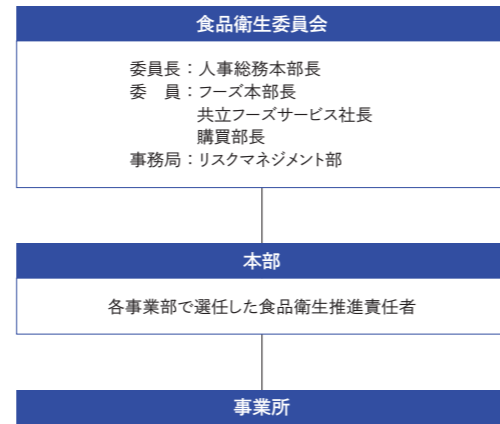 食品衛生委員会
委員長：人事総務本部長
委　員：フーズ本部長
共立フーズサービス社長
購買部長
事務局：リスクマネジメント部
本部
各事業部で選任した食品衛生推進責任者
事業所